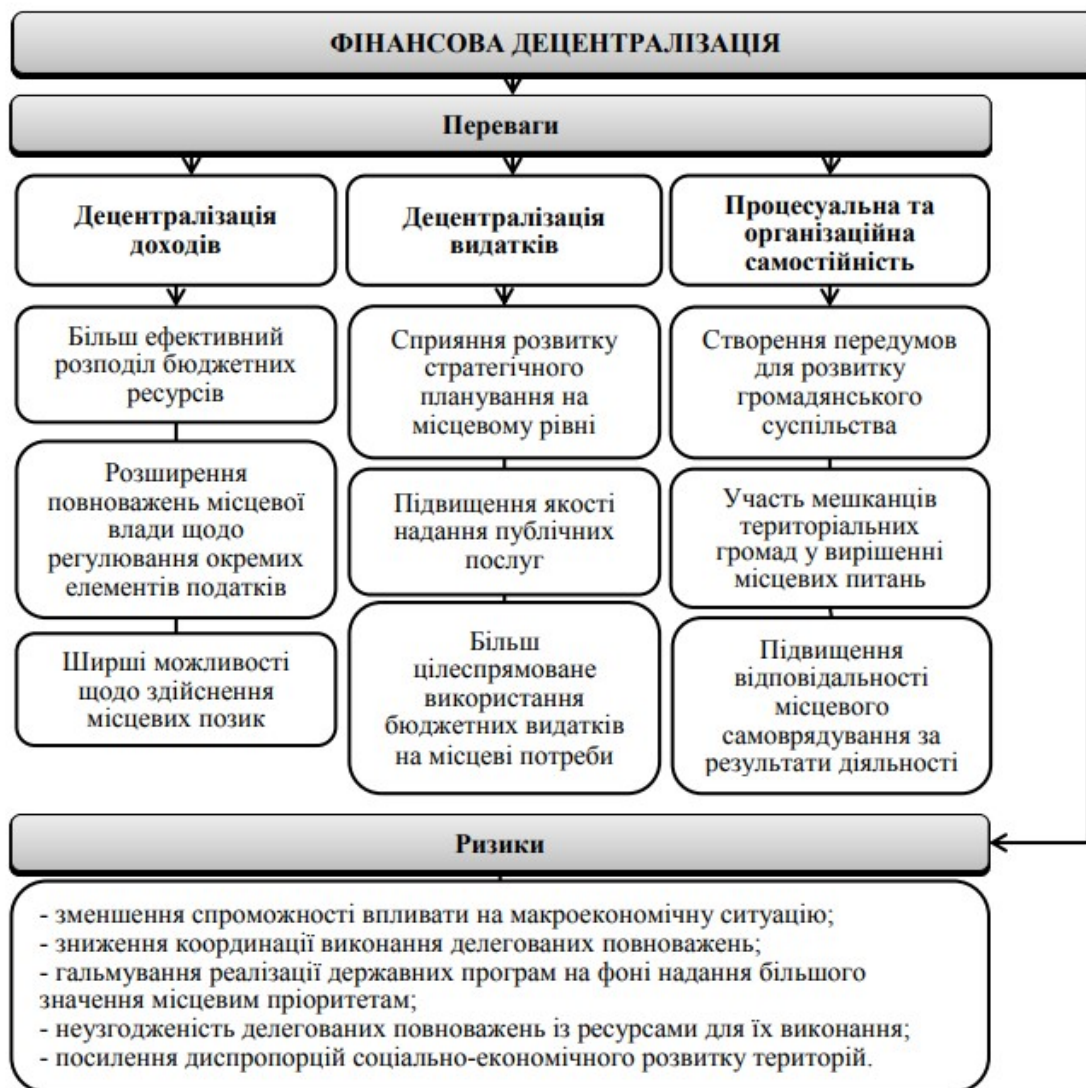 ФІНАНСОВА ДЕЦЕНТРАЛІЗАЦІЯ
Переваги
Децентралізація
доходів
Більш ефективний
розподіл бюджетних
ресурсів
Розширення
повноважень місцевої
влади щодо
регулювання окремих
елементів податків
Ширші можливості
щодо здійснення
місцевих позик
Децентралізація
видатків
Сприяння розвитку
стратегічного
планування на
місцевому рівні
Підвищення якості
надання публічних
послуг
Більш
цілеспрямоване
використання
бюджетних видатків
на місцеві потреби
Процесуальна та
організаційна
самостійність
Створення передумов
для розвитку
громадянського
суспільства
Участь мешканців
територіальних
громад у вирішенні
місцевих питань
Підвищення
відповідальності
місцевого
самоврядування за
результати діяльності
Ризики
- зменшення спроможності впливати на макроекономічну ситуацію;
- зниження координації виконання делегованих повноважень;
- гальмування реалізації державних програм на фоні надання більшого
значення місцевим пріоритетам;
- неузгодженість делегованих повноважень із ресурсами для їх виконання;
- посилення диспропорцій соціально-економічного розвитку територій.